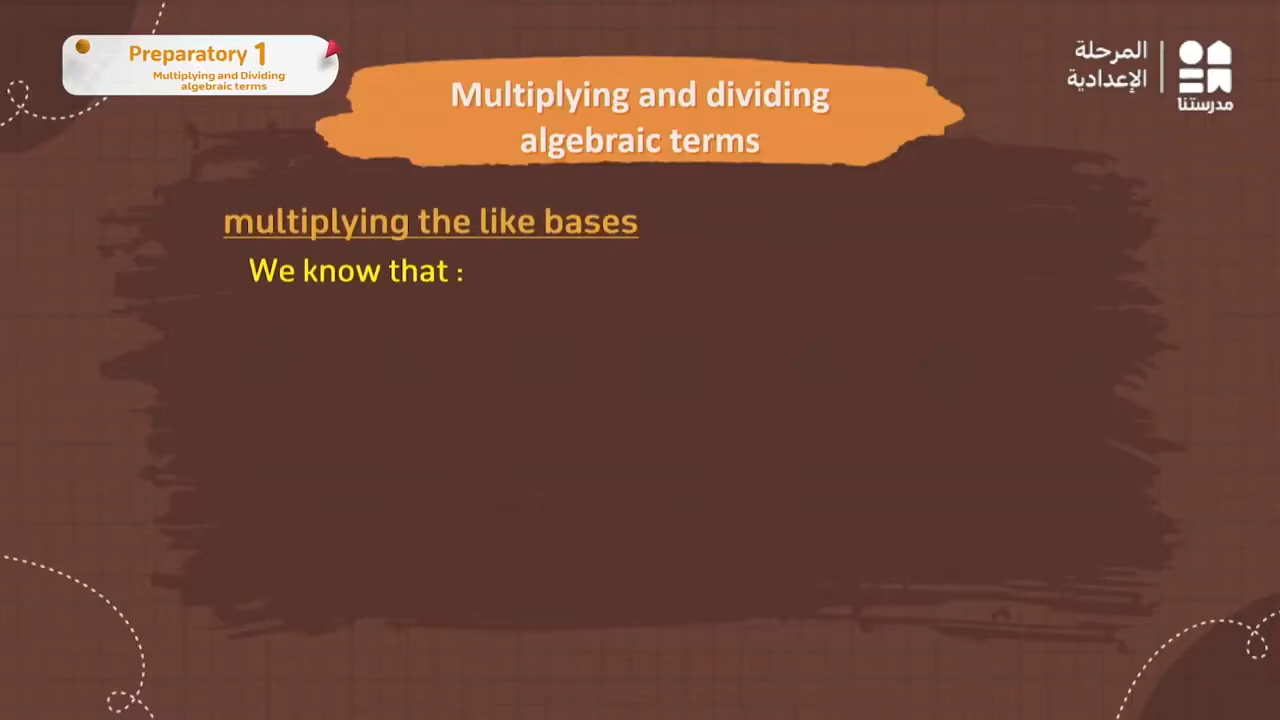 Preparatory 1
Multiplying and Dividing
algebraic terms
المرحلة
الإعدادية
مدرستنا
Multiplying and dividing
algebraic terms
multiplying the like bases
We know that :